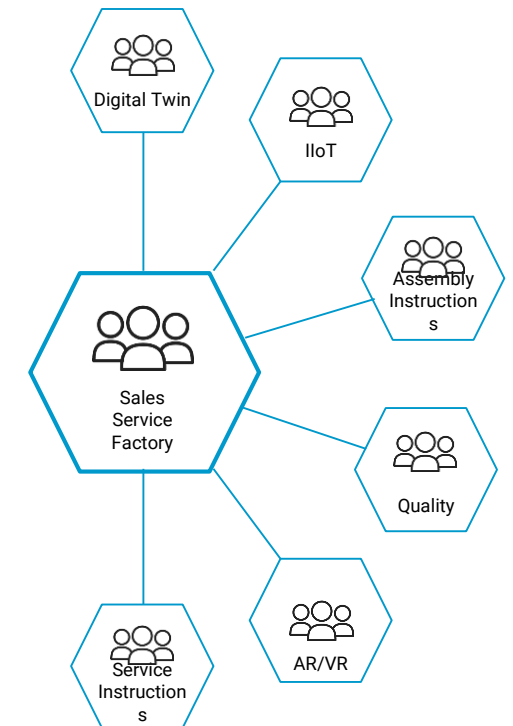 Digital Twin
IIoT
Assembly
Instruction
s
Sales
Service
Factory
Quality
AR/VR
Service
Instruction
s